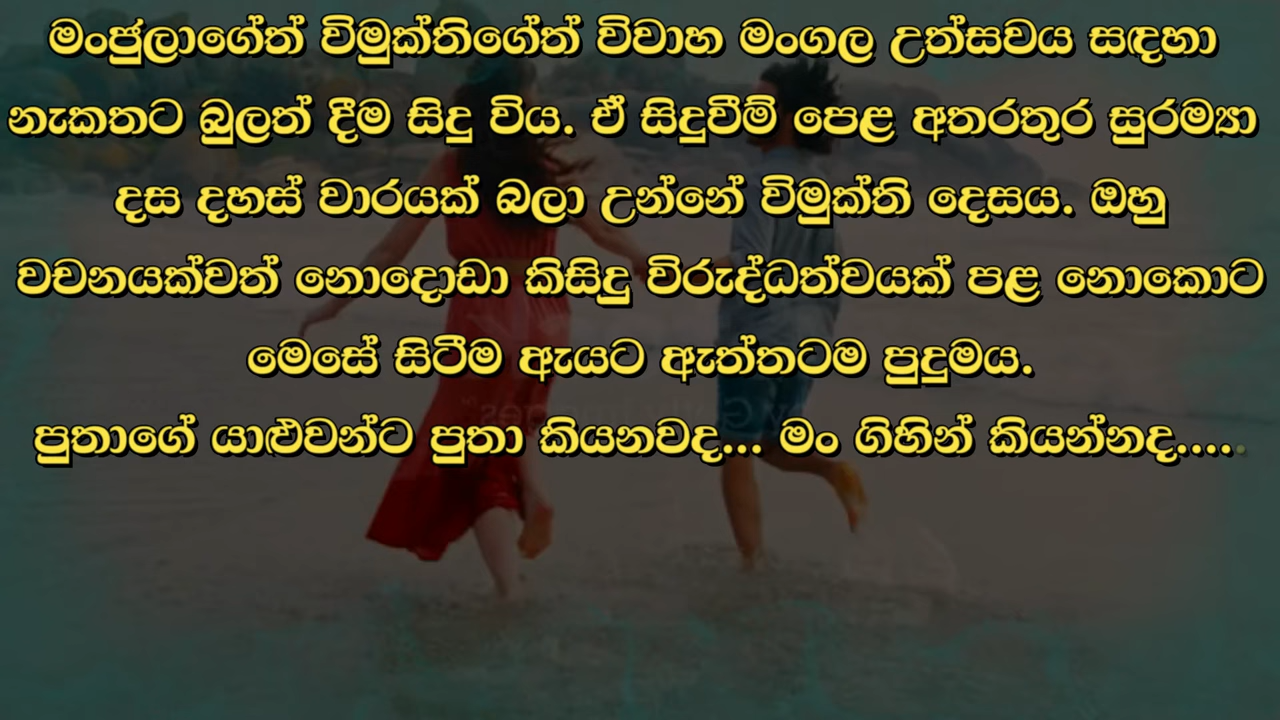 මංජුලාගේත් විමුක්තිගේත් විවාහ මංගල උත්සවය සඳහා
නැකතට බුලත් දීම සිදු විය. ඒ සිදුවීම් පෙළ අතරතුර සුරම්‍යා
දස දහස් වාරයක් බලා උන්නේ විමුක්ති දෙසය. ඔහු
වචනයක්වත් නොදොඩා කිසිදු විරුද්ධත්වයක් පළ නොකොට
මෙසේ සිටීම ඇයට ඇත්තටම පුදුමය.
පුතාගේ යාළුවන්ට පුතා කියනවද... මං ගිහින් කියන්නද.....